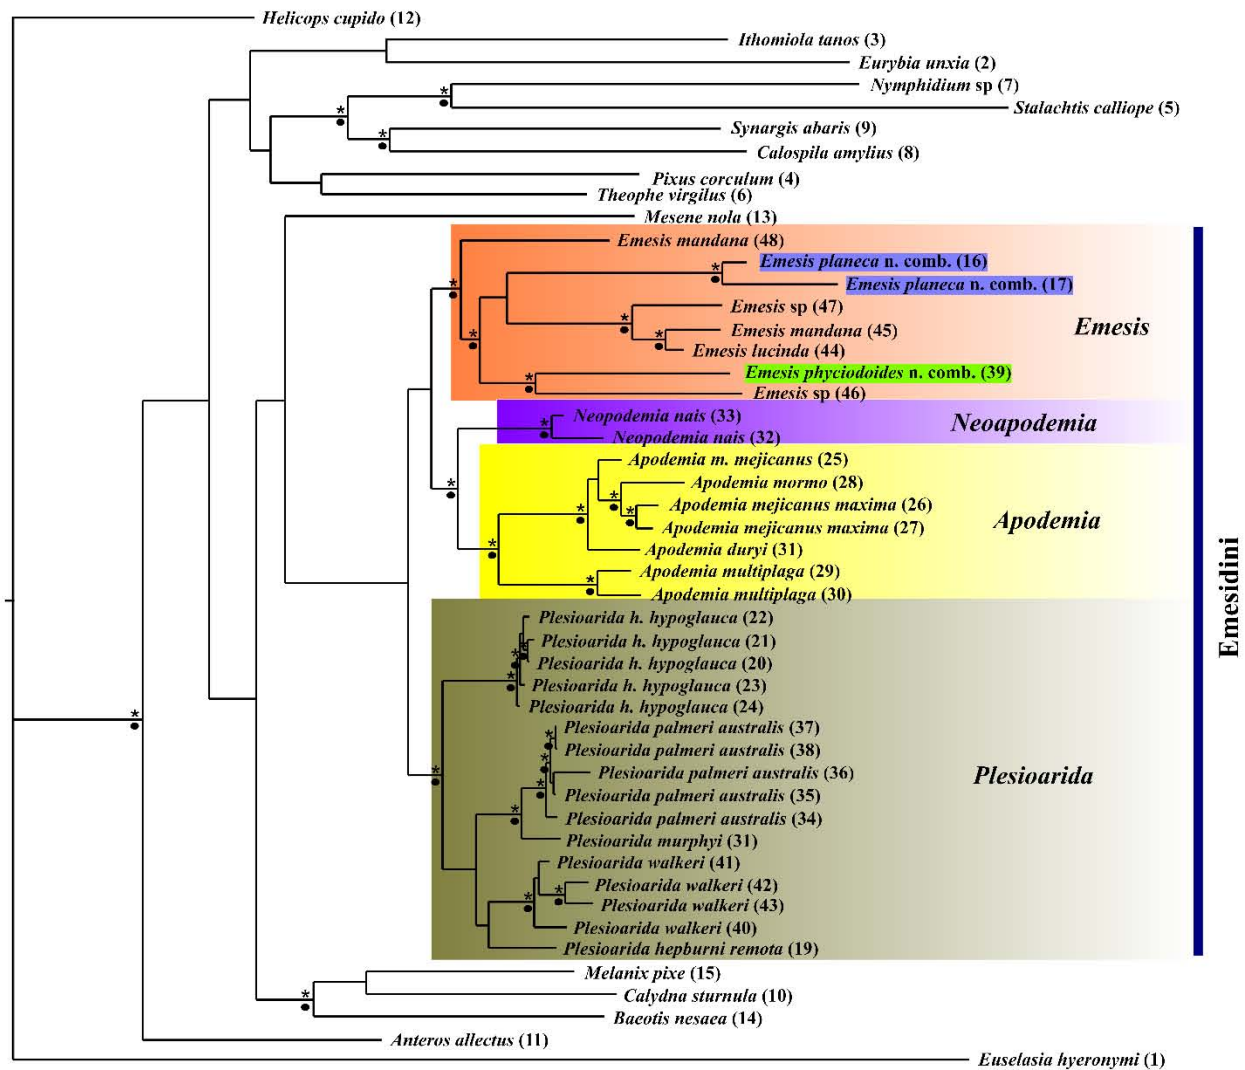 Helicops cupido (12)
Ithomiola tanos (3)
Eurybia unxia (2)
Nymphidium sp (7)
Stalachtis calliope (5)
Synargis abaris (9)
Calospila amylius (8)
Pixus corculum (4)
Theophe virgilus (6)
Mesene nola (13)
Emesis mandana (48)
Emesis planeca n. comb. (16)
Emesis planeca n. comb. (17)
Emesis sp (47)
Emesis mandana (45)
Emesis lucinda (44)
Emesis phyciodoides n. comb. (39)
Emesis sp (46)
Emesis
Neopodemia nais (33)
Neopodemia nais (32)
Neoapodemia
Apodemia m. mejicanus (25)
Apodemia mormo (28)
Apodemia mejicanus maxima (26)
Apodemia mejicanus maxima (27)
Apodemia duryi (31)
Apodemia multiplaga (29)
Apodemia multiplaga (30)
Apodemia
Plesioarida h. hypoglauca (22)
Plesioarida h. hypoglauca (21)
Plesioarida h. hypoglauca (20)
Plesioarida h. hypoglauca (23)
Plesioarida h. hypoglauca (24)
Plesioarida palmeri australis (37)
Plesioarida palmeri australis (38)
Plesioarida palmeri australis (36)
Plesioarida palmeri australis (35)
Plesioarida palmeri australis (34)
Plesioarida murphyi (31)
Plesioarida walkeri (41)
Plesioarida walkeri (42)
Plesioarida walkeri (43)
Plesioarida walkeri (40)
Plesioarida hepburni remota (19)
Plesioarida
Emesidini
Melanix pixe (15)
Calydna sturnula (10)
Baeotis nesaea (14)
Anteros allectus (11)
Euselasia hyeronymi (1)